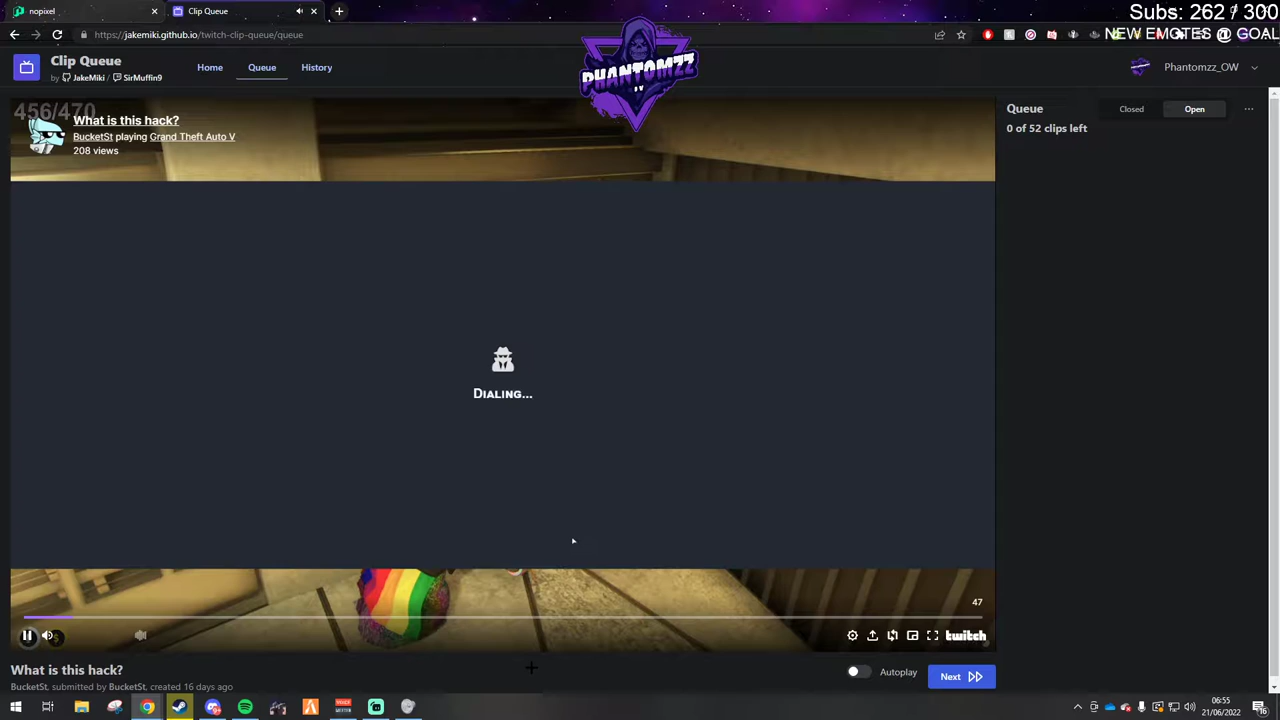 nopixel
Clip Queue
Subs: 262 / 300
https://jakemiki.github.io/twitch-clip-queue/queue
NEW EMOTES @ GOAL
Clip Queue
by JakeMiki / SirMuffin9
Home
Queue
History
PHANTOMZZ
Phantomzz_OW
456/470
What is this hack?
BucketSt playing Grand Theft Auto V
208 views
Queue
Closed
Open
0 of 52 clips left
Dialing...
47
twitch
What is this hack?
BucketSt, submitted by BucketSt, created 16 days ago
Autoplay
Next
06:55
21/06/2022
16